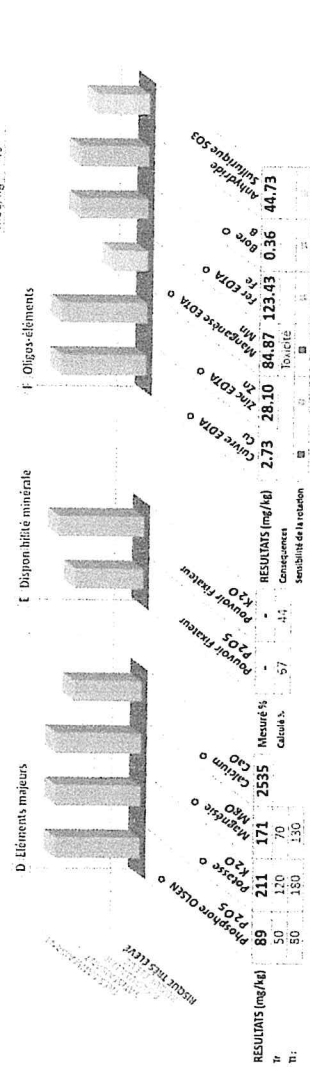 D Eléments majeurs
E Disponibilité minérale
F Oligos-éléments
RISQUE TRÈS ÉLEVÉ
Phosphore OLSEN
P2O5
Potasse
K2O
Magnésie
MgO
Calcium
CaO
Pouvoir Fixateur
P2O5
Pouvoir Fixateur
K2O
Cuivre EDTA
Cu
Zinc EDTA
Zn
Manganèse EDTA
Mn
Fer EDTA
Fe
Bore
B
Anhydride
Sulfurique SO3
RESULTATS (mg/kg) 89 211 171 2535
Tr 50 120 70
Ti: 80 180 130
Mesuré % - -
Calculé % 57 44
RESULTATS (mg/kg) 2.73 28.10 84.87 123.43 0.36 44.73
Conséquences Toxicité
Sensibilité de la rotation